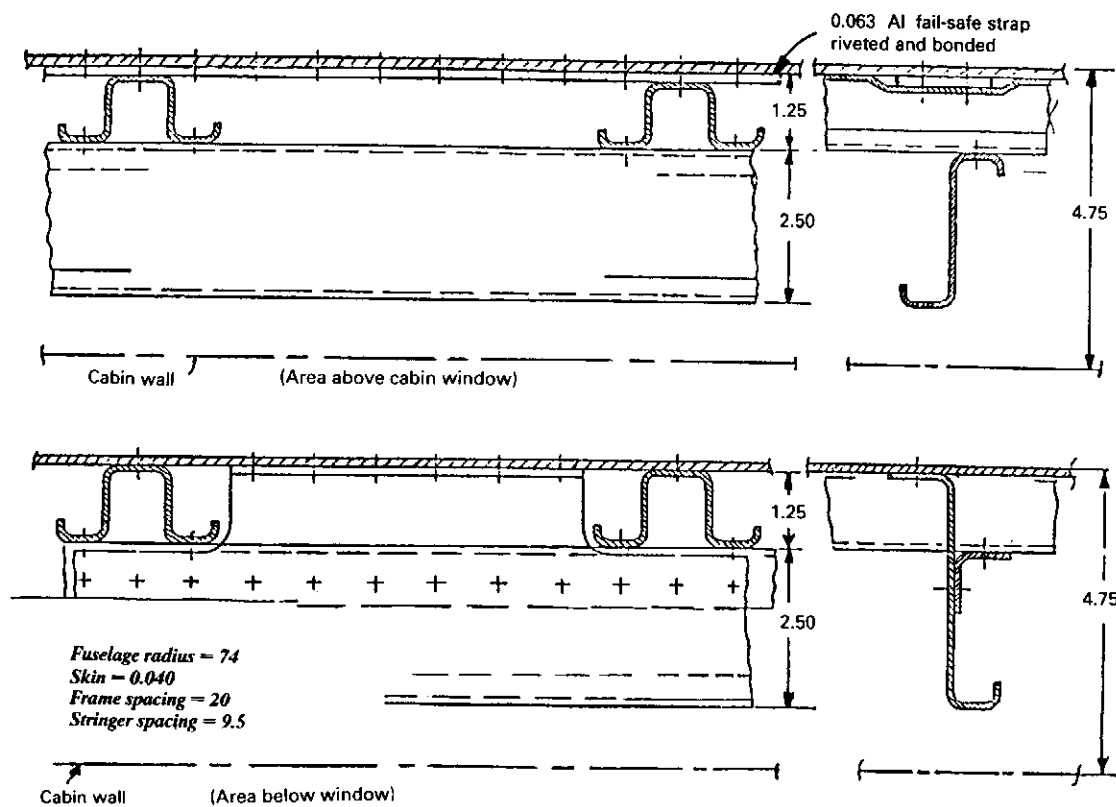 0.063 Al fail-safe strap
riveted and bonded
1.25
2.50
4.75
Cabin wall
(Area above cabin window)
1.25
2.50
4.75
Fuselage radius = 74
Skin = 0.040
Frame spacing = 20
Stringer spacing = 9.5
Cabin wall
(Area below window)